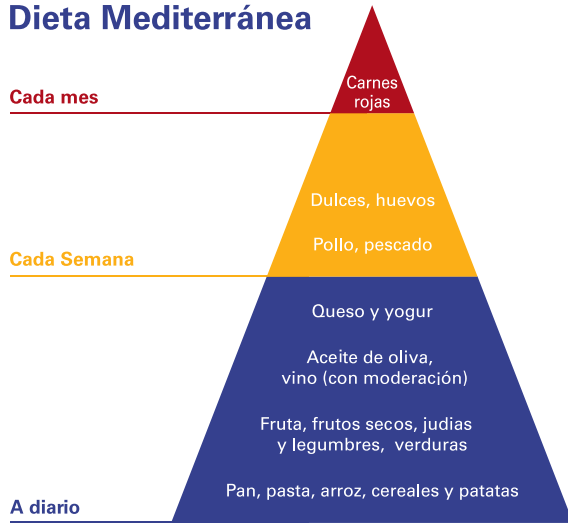 Dieta Mediterránea
Carnes
rojas
Cada mes
Dulces, huevos
Pollo, pescado
Cada Semana
Queso y yogur
Aceite de oliva,
vino (con moderación)
Fruta, frutos secos, judias
y legumbres, verduras
Pan, pasta, arroz, cereales y patatas
A diario